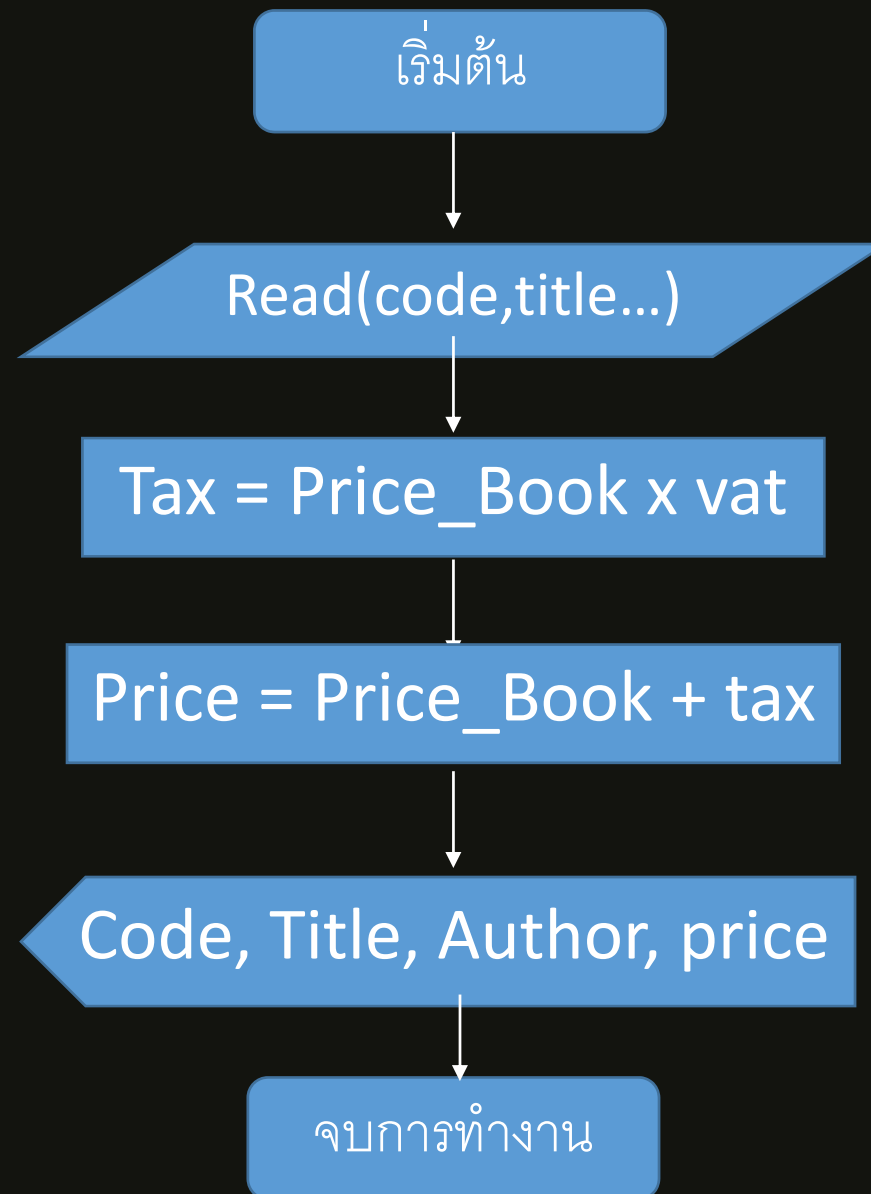 เริ่มต้น
Read(code,title...)
Tax = Price_Book x vat
Price = Price_Book + tax
Code, Title, Author, price
จบการทำงาน